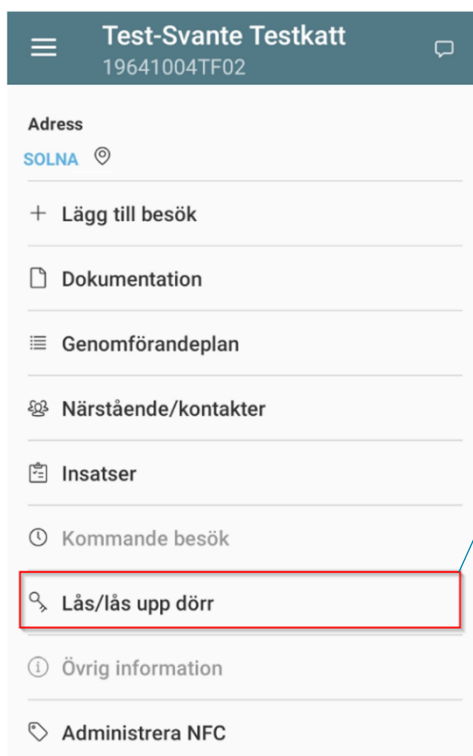 Test-Svante Testkatt
19641004TF02
Adress
SOLNA
Lägg till besök
Dokumentation
Genomförandeplan
Närstående/kontakter
Insatser
Kommande besök
Lås/lås upp dörr
Övrig information
Administrera NFC